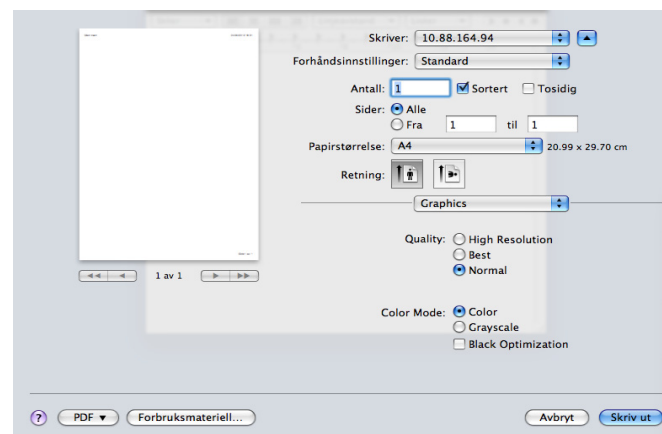 Skriver: 10.88.164.94
Forhåndsinnstillinger: Standard
Antall: 1 Sortert Tosidig
Sider: Alle
Fra 1 til 1
Papirstørrelse: A4 20.99 x 29.70 cm
Retning:
Graphics
Quality: High Resolution
Best
Normal
1 av 1
Color Mode: Color
Grayscale
Black Optimization
? PDF Forbruksmateriell... Avbryt Skriv ut